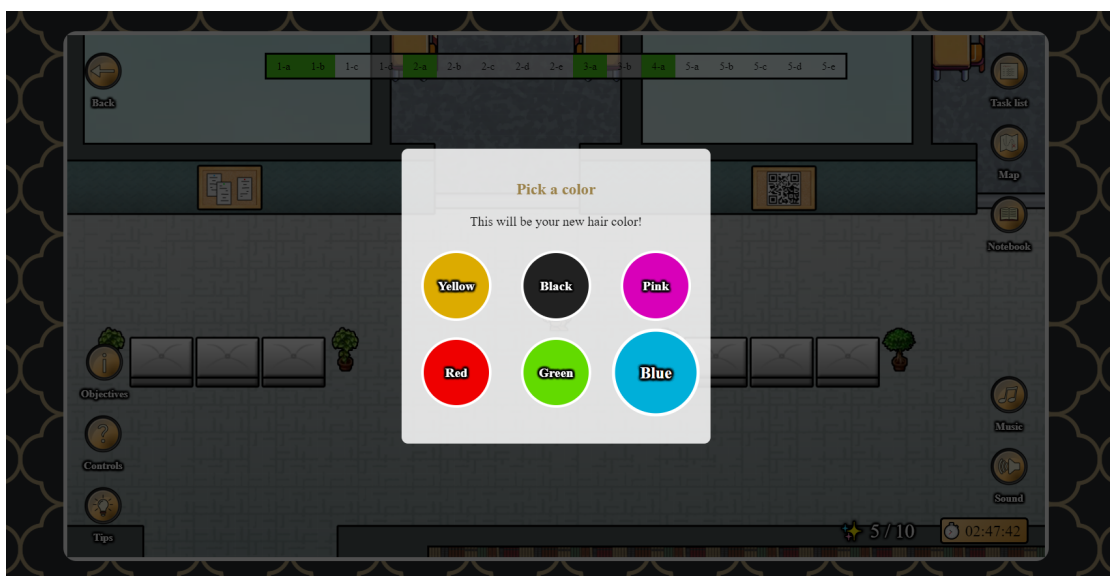 1-a 1-b 1-c 1-d 2-a 2-b 2-c 2-d 2-e 3-a 3-b 4-a 5-a 5-b 5-c 5-d 5-e
Back
Task list
Map
Notebook
Pick a color
This will be your new hair color!
Yellow Black Pink
Red Green Blue
Objectives
Controls
Tips
Music
Sound
5 / 10
02:47:42